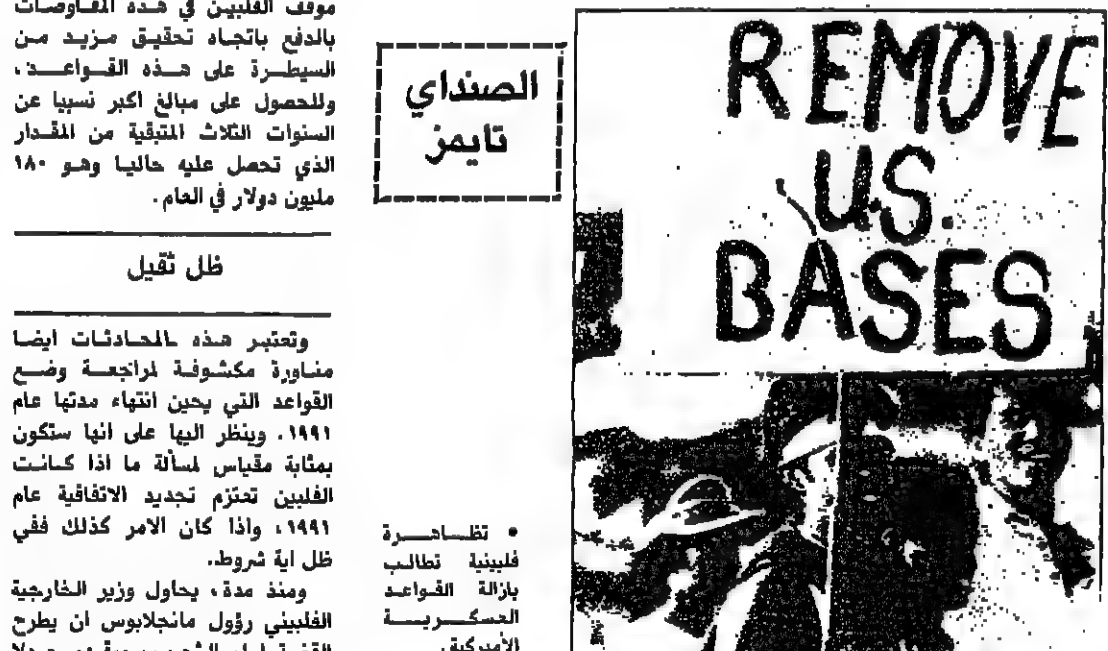 موقف الفلبين في هذه المفاوضات
بالدفع باتجاه تحقيق مزيد من
السيطرة على هذه القواعد،
وللحصول على مبالغ اكبر نسبيا عن
السنوات الثلاث المتبقية من المقدار
الذي تحصل عليه حاليا وهو ١٨٠
مليون دولار في العام.
ظل ثقيل
وتعتبر هذه المحادثات ايضا
مناورة مكشوفة لمراجعة وضع
القواعد التي يحين انتهاء مدتها عام
١٩٩١. وينظر اليها على انها ستكون
بمثابة مقياس لمسألة ما اذا كانت
الفلبين تعتزم تجديد الاتفاقية عام
١٩٩١، واذا كان الامر كذلك ففي
ظل اية شروط.
ومنذ مدة، يحاول وزير الخارجية
الفلبيني رؤول مانجلابوس ان يطرح
الصنداي
تايمز
• تظاهرة
فلبينية تطالب
بازالة القواعد
العسكرية
الأميركية
REMOVE
U.S.
BASES